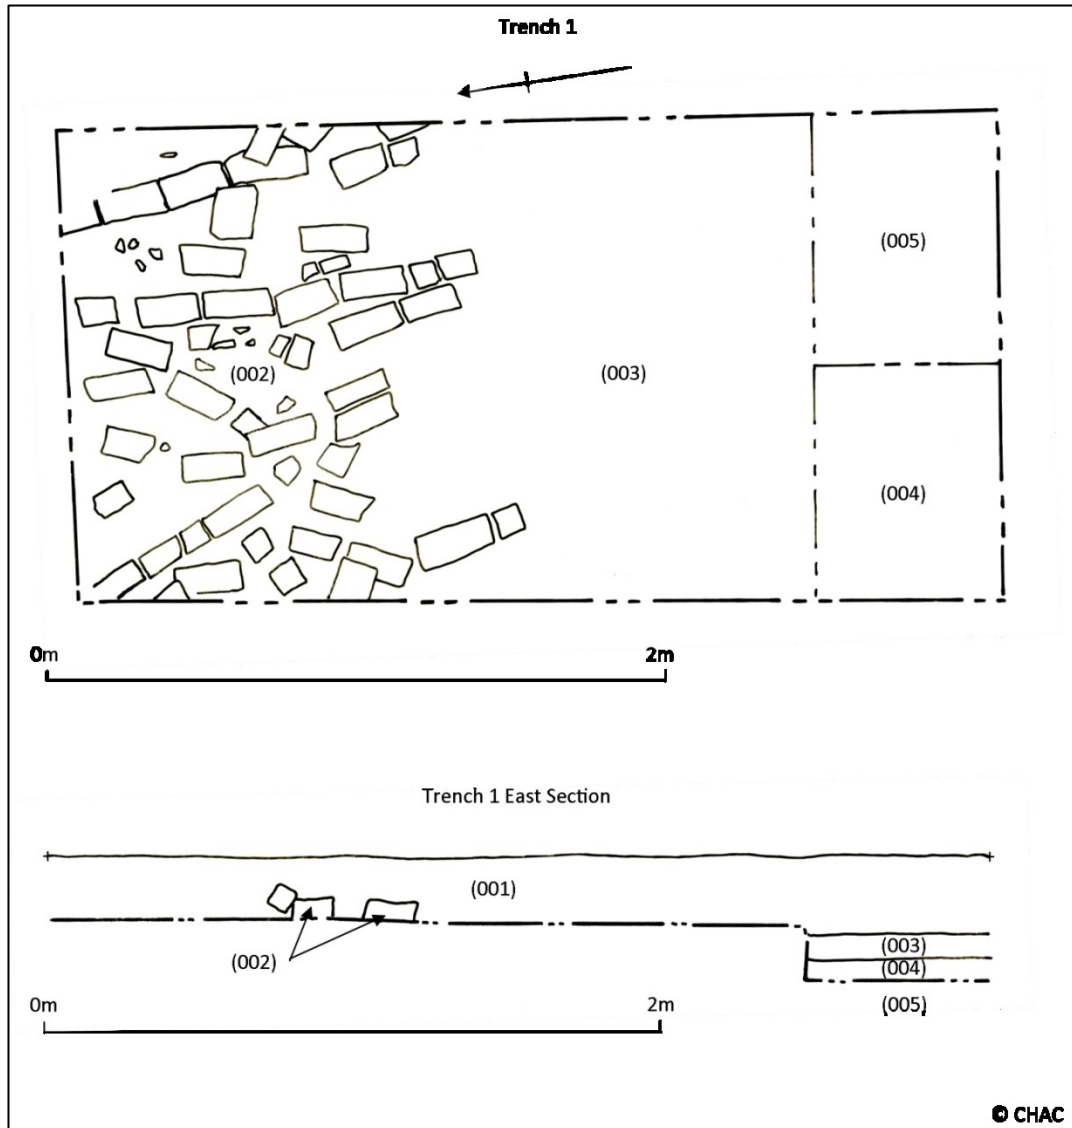 Trench 1
(005)
(002)
(003)
(004)
0m 2m
Trench 1 East Section
(001)
(002)
(003)
(004)
0m 2m
(005)
© CHAC